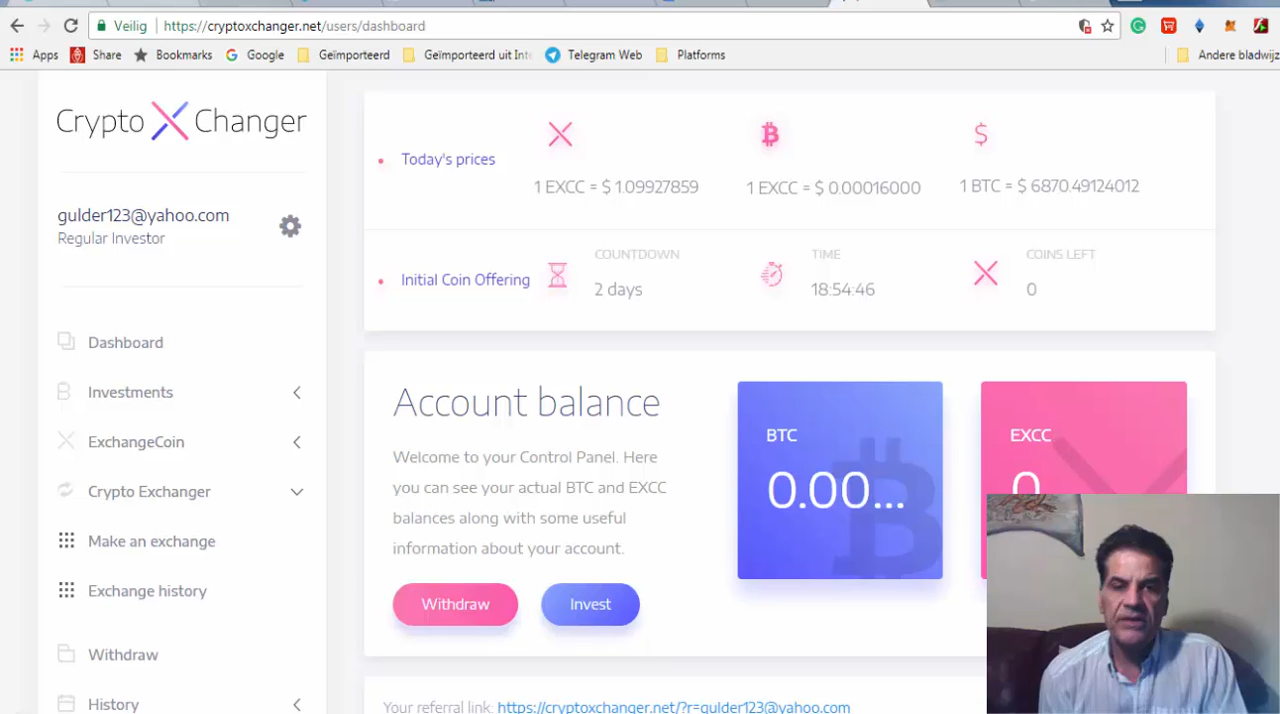 Veilig
https://cryptoxchanger.net/users/dashboard
Apps Share Bookmarks Google Geïmporteerd Geïmporteerd uit Inte Telegram Web Platforms Andere bladwijz
Crypto X Changer
gulder123@yahoo.com
Regular Investor
Dashboard
Investments
ExchangeCoin
Crypto Exchanger
Make an exchange
Exchange history
Withdraw
History
Today's prices
1 EXCC = $ 1.09927859
1 EXCC = $ 0.00016000
$
1 BTC = $ 6870.49124012
Initial Coin Offering
COUNTDOWN
2 days
TIME
18:54:46
COINS LEFT
0
Account balance
Welcome to your Control Panel. Here
you can see your actual BTC and EXCC
balances along with some useful
information about your account.
Withdraw
Invest
BTC
0.00...
EXCC
0
Your referral link: https://cryptoxchanger.net/?r=gulder123@yahoo.com